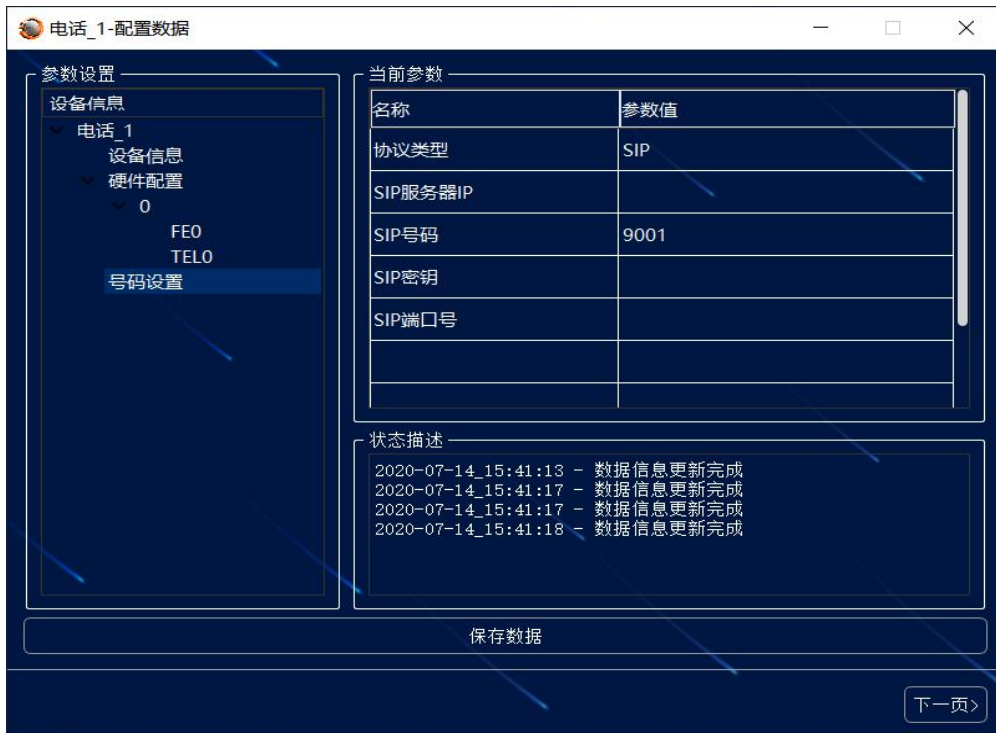 电话_1-配置数据
参数设置
设备信息
电话_1
设备信息
硬件配置
0
FE0
TEL0
号码设置
当前参数
名称 参数值
协议类型 SIP
SIP服务器IP
SIP号码 9001
SIP密钥
SIP端口号
状态描述
2020-07-14_15:41:13 - 数据信息更新完成
2020-07-14_15:41:17 - 数据信息更新完成
2020-07-14_15:41:17 - 数据信息更新完成
2020-07-14_15:41:18 - 数据信息更新完成
保存数据
下一页>